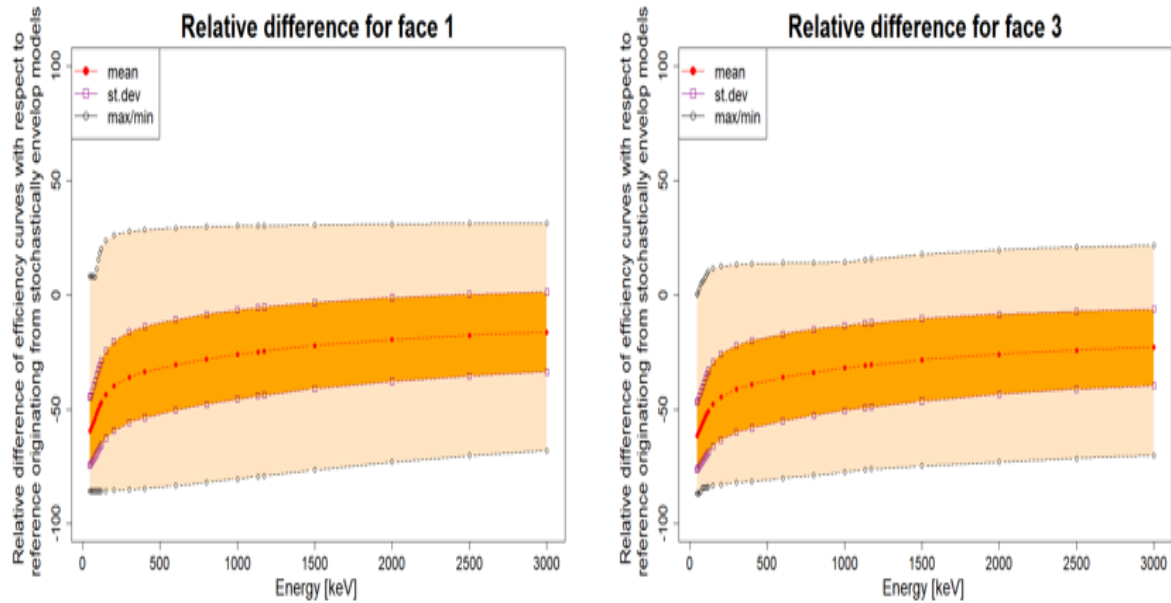 Relative difference for face 1
Relative difference of efficiency curves with respect to
reference originationg from stochastically envelop models
mean
st.dev
max/min
100
50
0
-50
-100
0 500 1000 1500 2000 2500 3000
Energy [keV]
Relative difference for face 3
Relative difference of efficiency curves with respect to
reference originationg from stochastically envelop models
mean
st.dev
max/min
100
50
0
-50
-100
0 500 1000 1500 2000 2500 3000
Energy [keV]